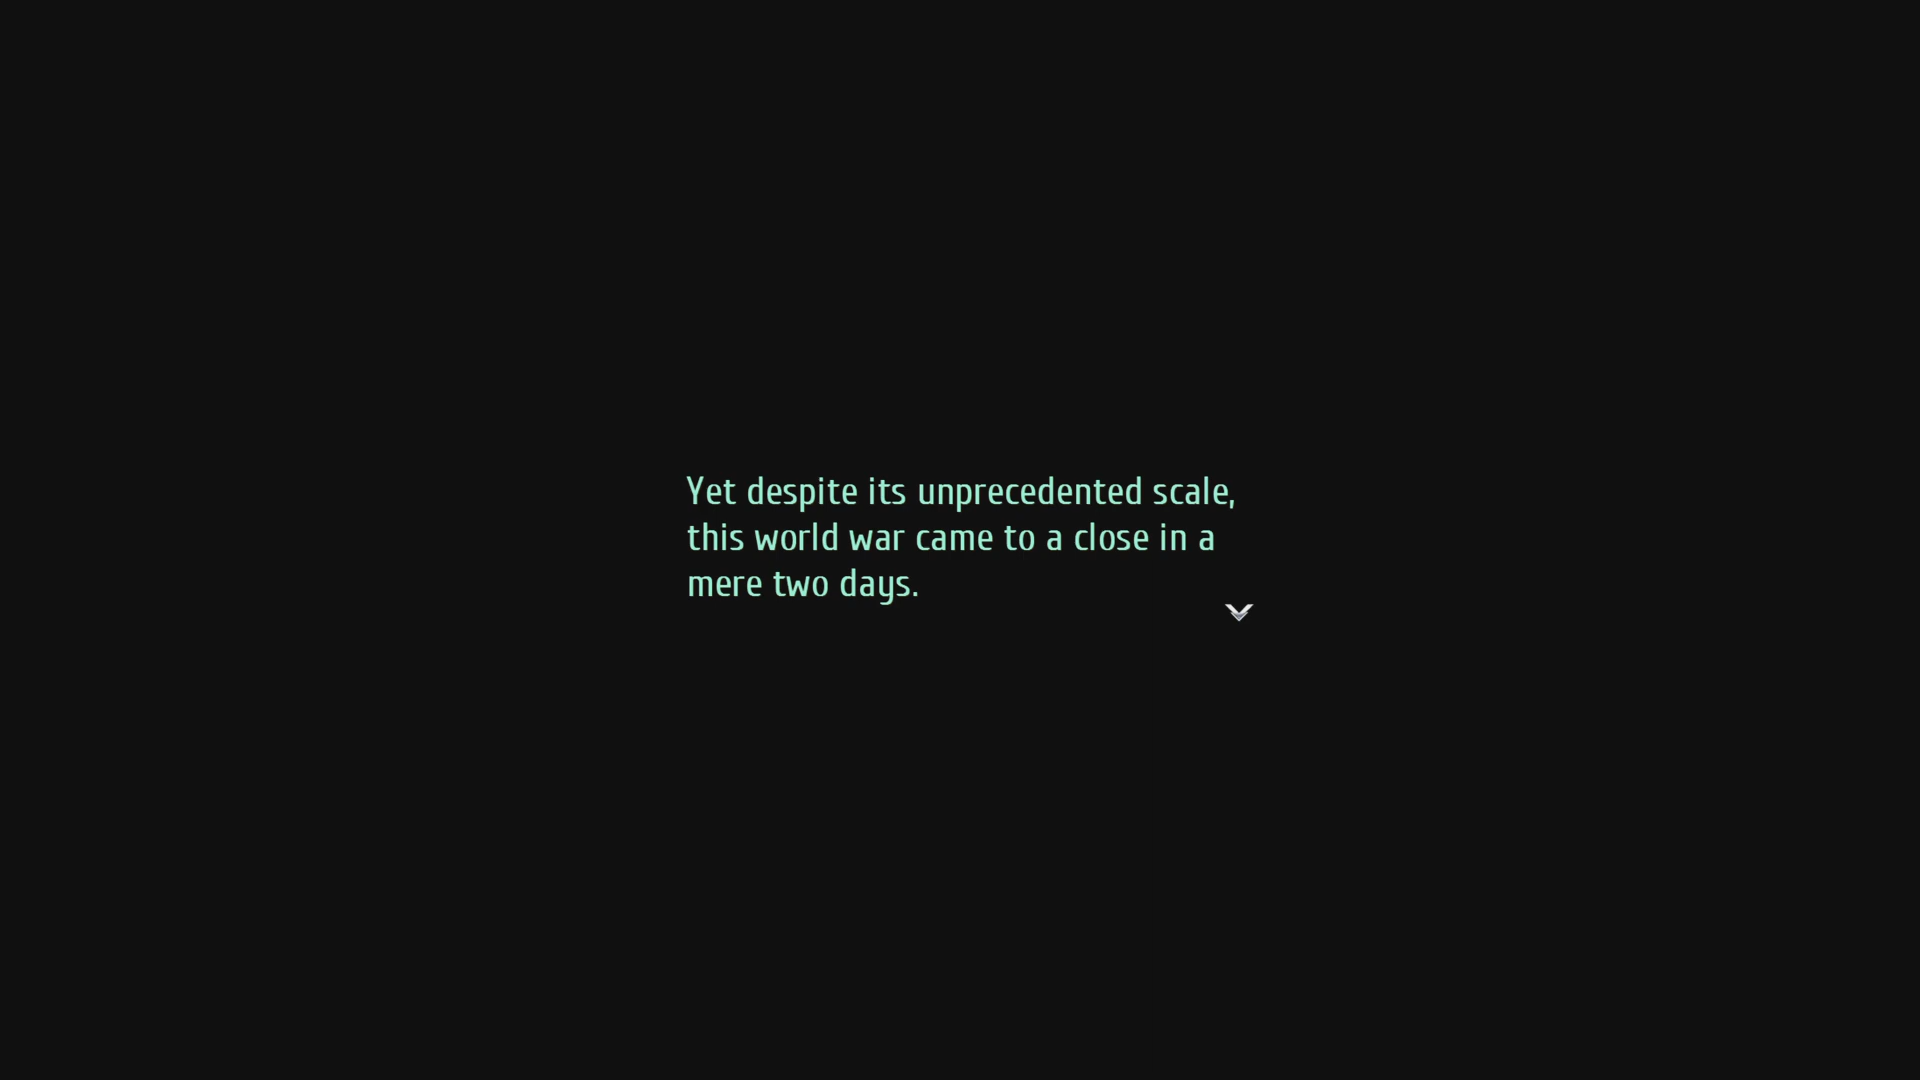 Yet despite its unprecedented scale,
this world war came to a close in a
mere two days.